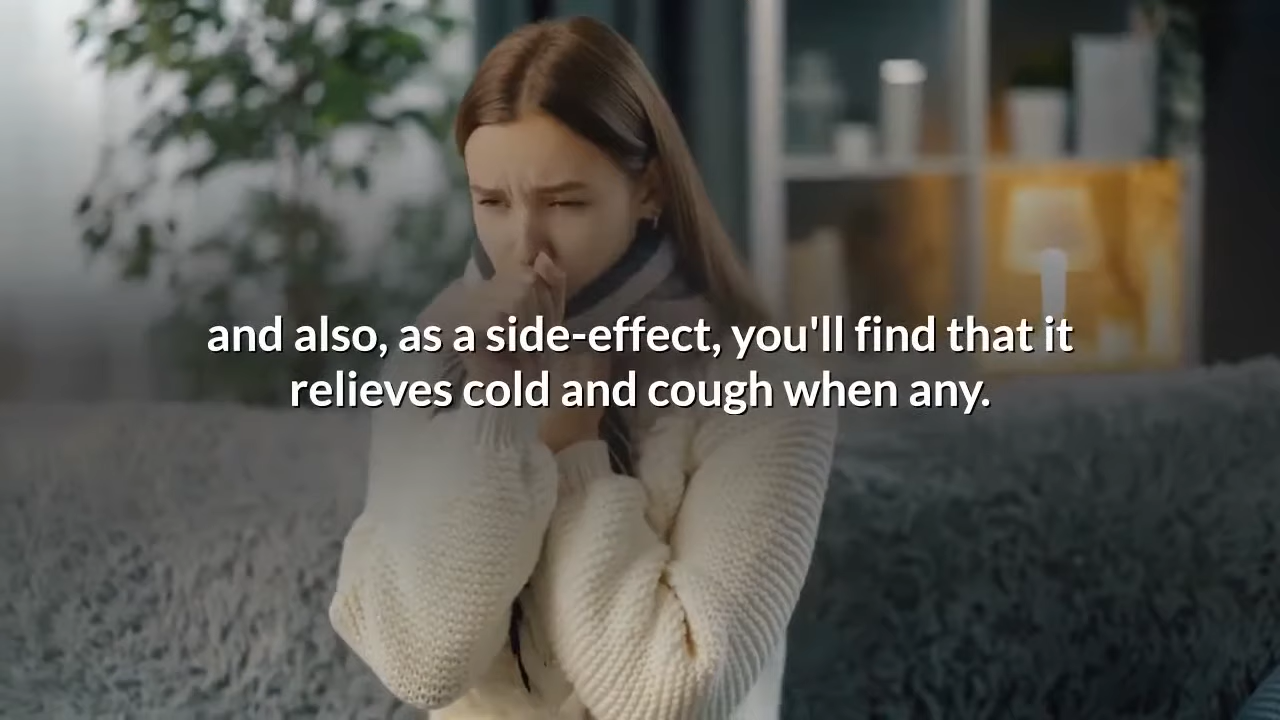 and also, as a side-effect, you'll find that it
relieves cold and cough when any.